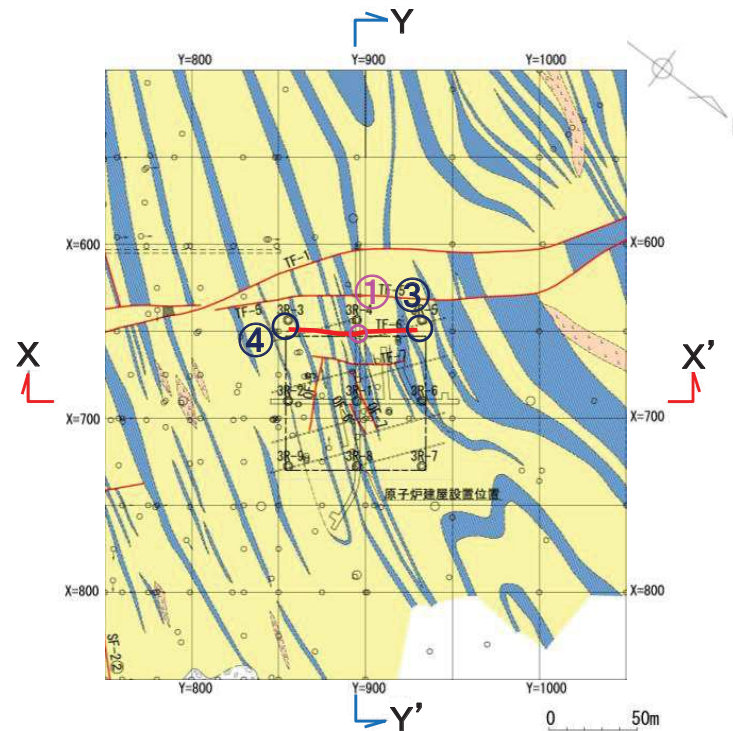 Y
Y=800
Y=900
Y=1000
X=600
X=600
TF-1
①
③
TF-5
TF-5
3R-3
3R-4
3R-5
TF-6
④
TF-7
X
X'
3R-2
3R-1
3R-6
X=700
X=700
3R-9
3R-8
3R-7
原子炉建屋設置位置
X=800
X=800
SF-2②
Y=800
Y=900
Y=1000
Y'
0
50m